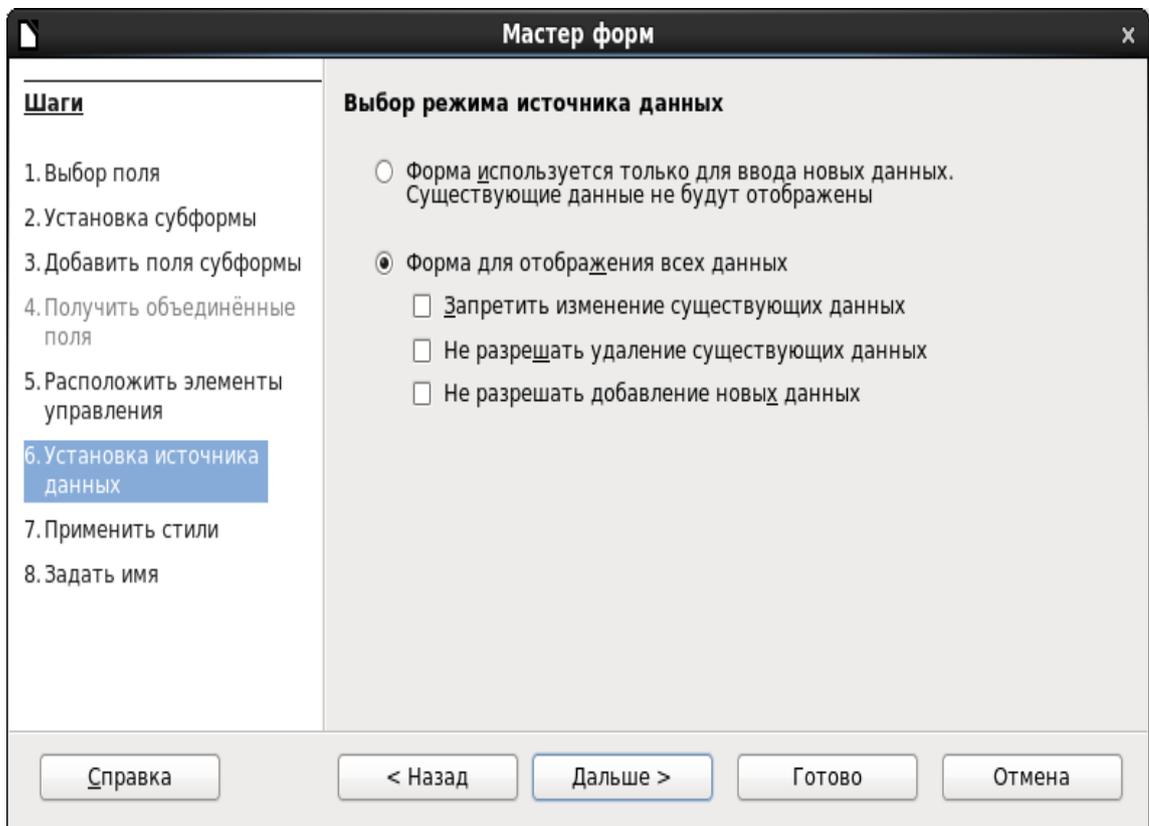 Мастер форм
x
Шаги
1. Выбор поля
2. Установка субформы
3. Добавить поля субформы
4. Получить объединённые
поля
5. Расположить элементы
управления
6. Установка источника
данных
7. Применить стили
8. Задать имя
Выбор режима источника данных
Форма используется только для ввода новых данных.
Существующие данные не будут отображены
Форма для отображения всех данных
Запретить изменение существующих данных
Не разрешать удаление существующих данных
Не разрешать добавление новых данных
Справка
< Назад
Дальше >
Готово
Отмена